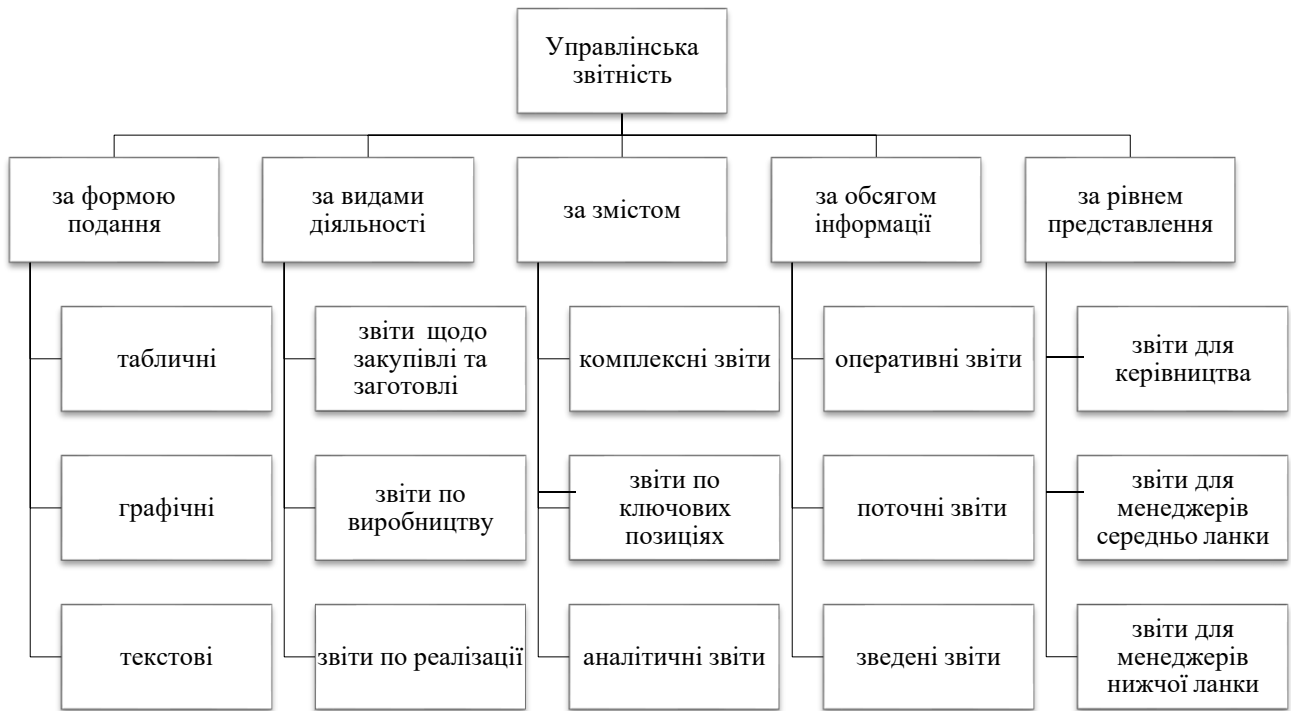 Управлінська
звітність
за формою
подання
за видами
діяльності
за змістом
за обсягом
інформації
за рівнем
представлення
табличні
графічні
текстові
звіти щодо
закупівлі та
заготовлі
звіти по
виробництву
звіти по реалізації
комплексні звіти
звіти по
ключових
позиціях
аналітичні звіти
оперативні звіти
поточні звіти
зведені звіти
звіти для
керівництва
звіти для
менеджерів
середньо ланки
звіти для
менеджерів
нижчої ланки